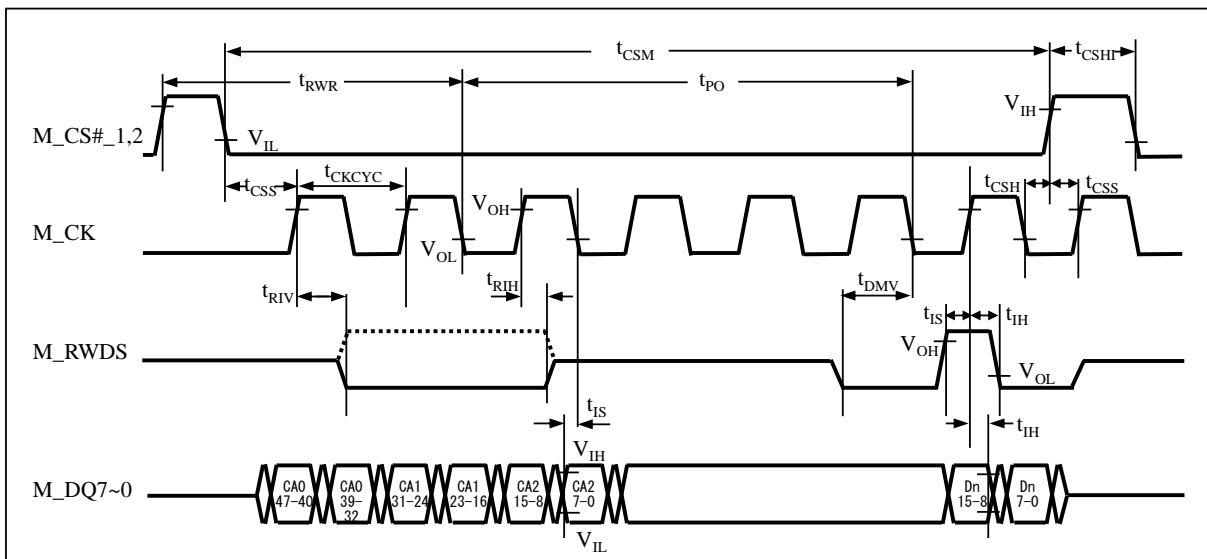 tCSM
tCSHI
tRWR
tPO
M_CS#_1,2
VIL
VIH
tCSS
tCKCYC
tCSH
tCSS
M_CK
VOH
VOL
tRIV
tRIH
tDMV
tIS
tIH
M_RWDS
VOH
VOL
tIS
tIH
M_DQ7~0
VIH
CA0
47-40
CA0
39-
32
CA1
31-24
CA1
23-16
CA2
15-8
CA2
7-0
Dn
15-8
Dn
7-0
VIL